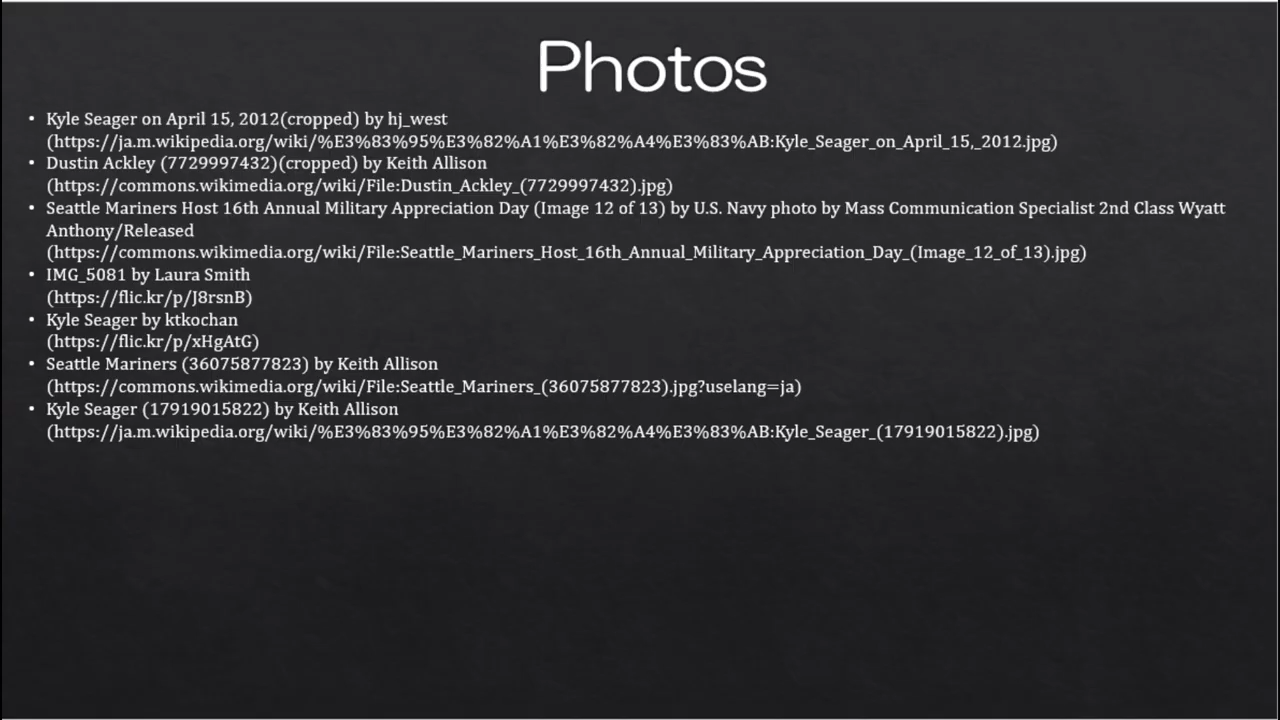 Photos
• Kyle Seager on April 15, 2012(cropped) by hj_west
(https://ja.m.wikipedia.org/wiki/%E3%83%95%E3%82%A1%E3%82%A4%E3%83%AB:Kyle_Seager_on_April_15,_2012.jpg)
• Dustin Ackley (7729997432)(cropped) by Keith Allison
(https://commons.wikimedia.org/wiki/File:Dustin_Ackley_(7729997432).jpg)
• Seattle Mariners Host 16th Annual Military Appreciation Day (Image 12 of 13) by U.S. Navy photo by Mass Communication Specialist 2nd Class Wyatt
Anthony/Released
(https://commons.wikimedia.org/wiki/File:Seattle_Mariners_Host_16th_Annual_Military_Appreciation_Day_(Image_12_of_13).jpg)
• IMG_5081 by Laura Smith
(https://flic.kr/p/J8rsnB)
• Kyle Seager by ktkochan
(https://flic.kr/p/xHgAtG)
• Seattle Mariners (36075877823) by Keith Allison
(https://commons.wikimedia.org/wiki/File:Seattle_Mariners_(36075877823).jpg?uselang=ja)
• Kyle Seager (17919015822) by Keith Allison
(https://ja.m.wikipedia.org/wiki/%E3%83%95%E3%82%A1%E3%82%A4%E3%83%AB:Kyle_Seager_(17919015822).jpg)